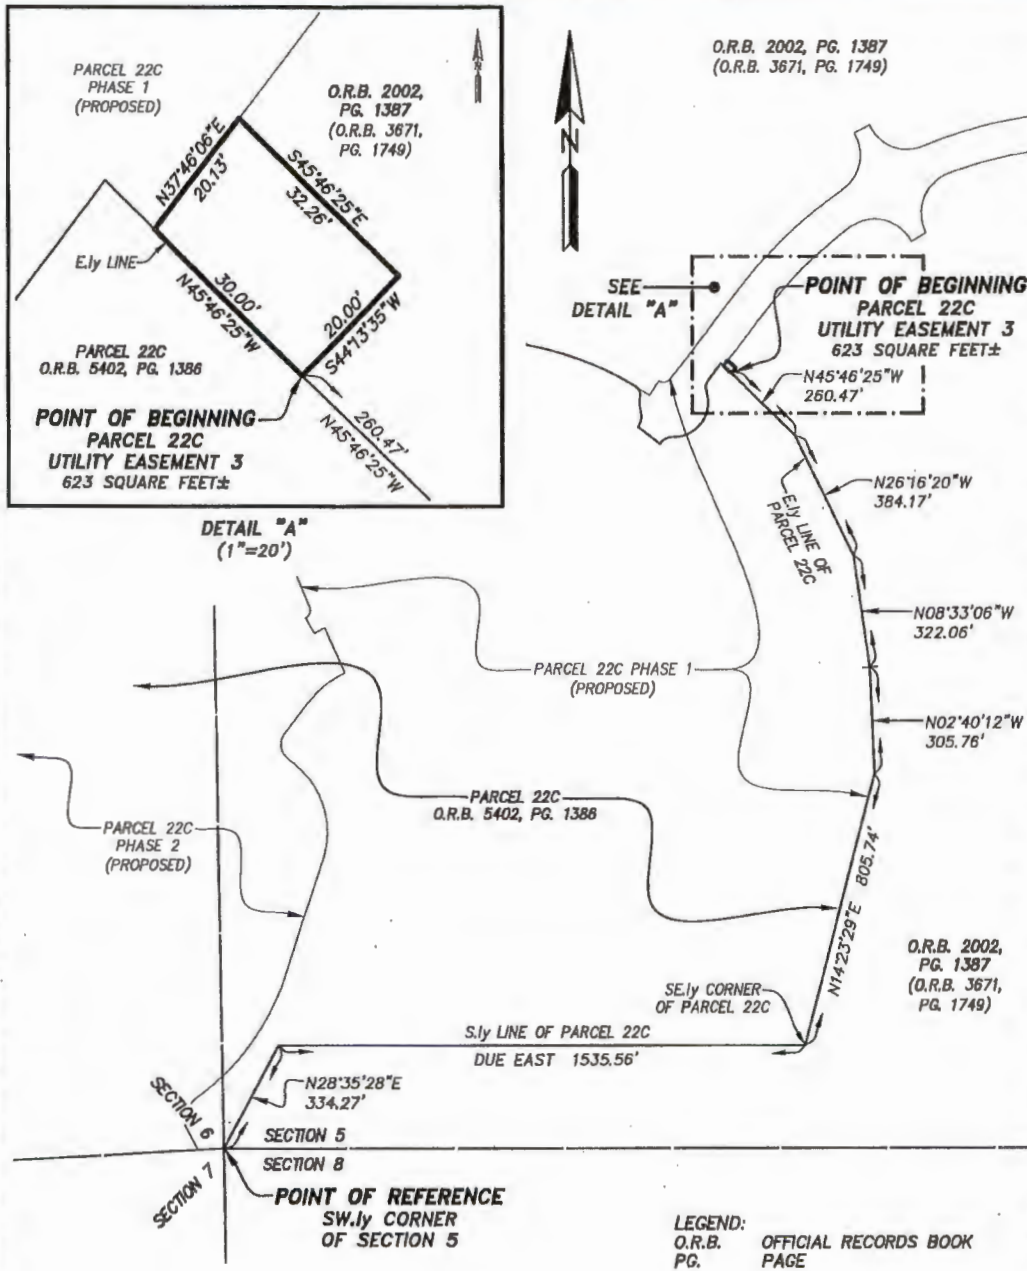 PARCEL 22C
PHASE 1
(PROPOSED)
O.R.B. 2002,
PG. 1387
(O.R.B. 3671,
PG. 1749)
N
N37°46'06"E
20.13'
S45°46'25"E
32.26'
E.ly LINE
30.00'
N45°46'25"W
20.00'
S44°13'35"W
PARCEL 22C
O.R.B. 5402, PG. 1388
POINT OF BEGINNING
PARCEL 22C
UTILITY EASEMENT 3
623 SQUARE FEET±
260.47'
N45°46'25"W
DETAIL "A"
(1"=20')
O.R.B. 2002, PG. 1387
(O.R.B. 3671, PG. 1749)
N
SEE
DETAIL "A"
POINT OF BEGINNING
PARCEL 22C
UTILITY EASEMENT 3
623 SQUARE FEET±
N45°46'25"W
260.47'
N26°16'20"W
384.17'
E.ly LINE OF
PARCEL 22C
N08°33'06"W
322.06'
PARCEL 22C PHASE 1
(PROPOSED)
N02°40'12"W
305.76'
PARCEL 22C
O.R.B. 5402, PG. 1388
PARCEL 22C
PHASE 2
(PROPOSED)
N14°23'29"E 805.74'
O.R.B. 2002,
PG. 1387
(O.R.B. 3671,
PG. 1749)
SE.ly CORNER
OF PARCEL 22C
S.ly LINE OF PARCEL 22C
DUE EAST 1535.56'
N28°35'28"E
334.27'
SECTION 6
SECTION 5
SECTION 7
SECTION 8
POINT OF REFERENCE
SW.ly CORNER
OF SECTION 5
LEGEND:
O.R.B. OFFICIAL RECORDS BOOK
PG. PAGE